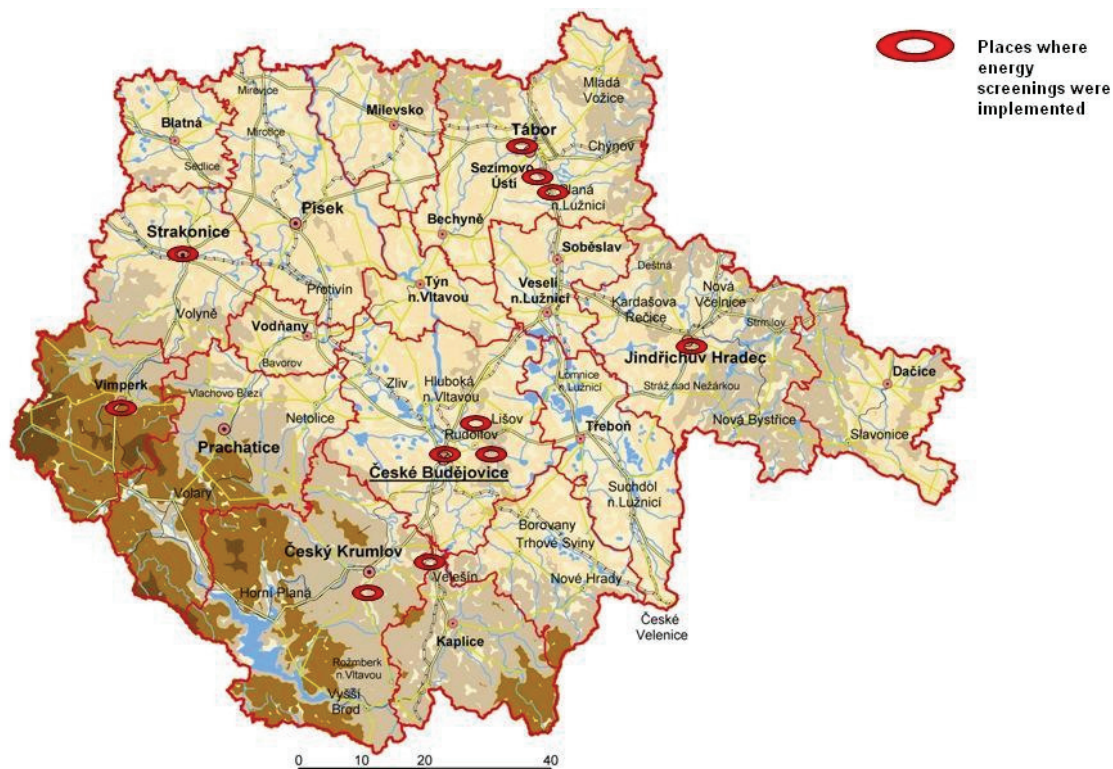 Places where
energy
screenings were
implemented
Mladá
Vožice
Mirevice
Milevsko
Blatná
Mirotice
Tábor
Chýnov
Sedlice
Sezimovo
Ústí
Planá
n.Lužnicí
Písek
Bechyně
Strakonice
Soběslav
Deštná
Týn
n.Vltavou
Veselí
n.Lužnicí
Nová
Včelnice
Protivín
Kardašova
Řečice
Volyně
Strmilov
Vodňany
Jindřichův Hradec
Bavorov
Dačice
Vimperk
Vlachovo Březí
Zliv
Hluboká
n.Vltavou
Lomnice
n.Lužnicí
Stráž nad Nežárkou
Netolice
Lišov
Nová Bystřice
Prachatice
Rudolfov
Třeboň
Slavonice
České Budějovice
Volary
Suchdol
n.Lužnicí
Borovany
Trhové Sviny
Český Krumlov
Velešín
Nové Hrady
Horní Planá
České
Velenice
Kaplice
Rožmberk
n.Vltavou
Vyšší
Brod
0 10 20 40